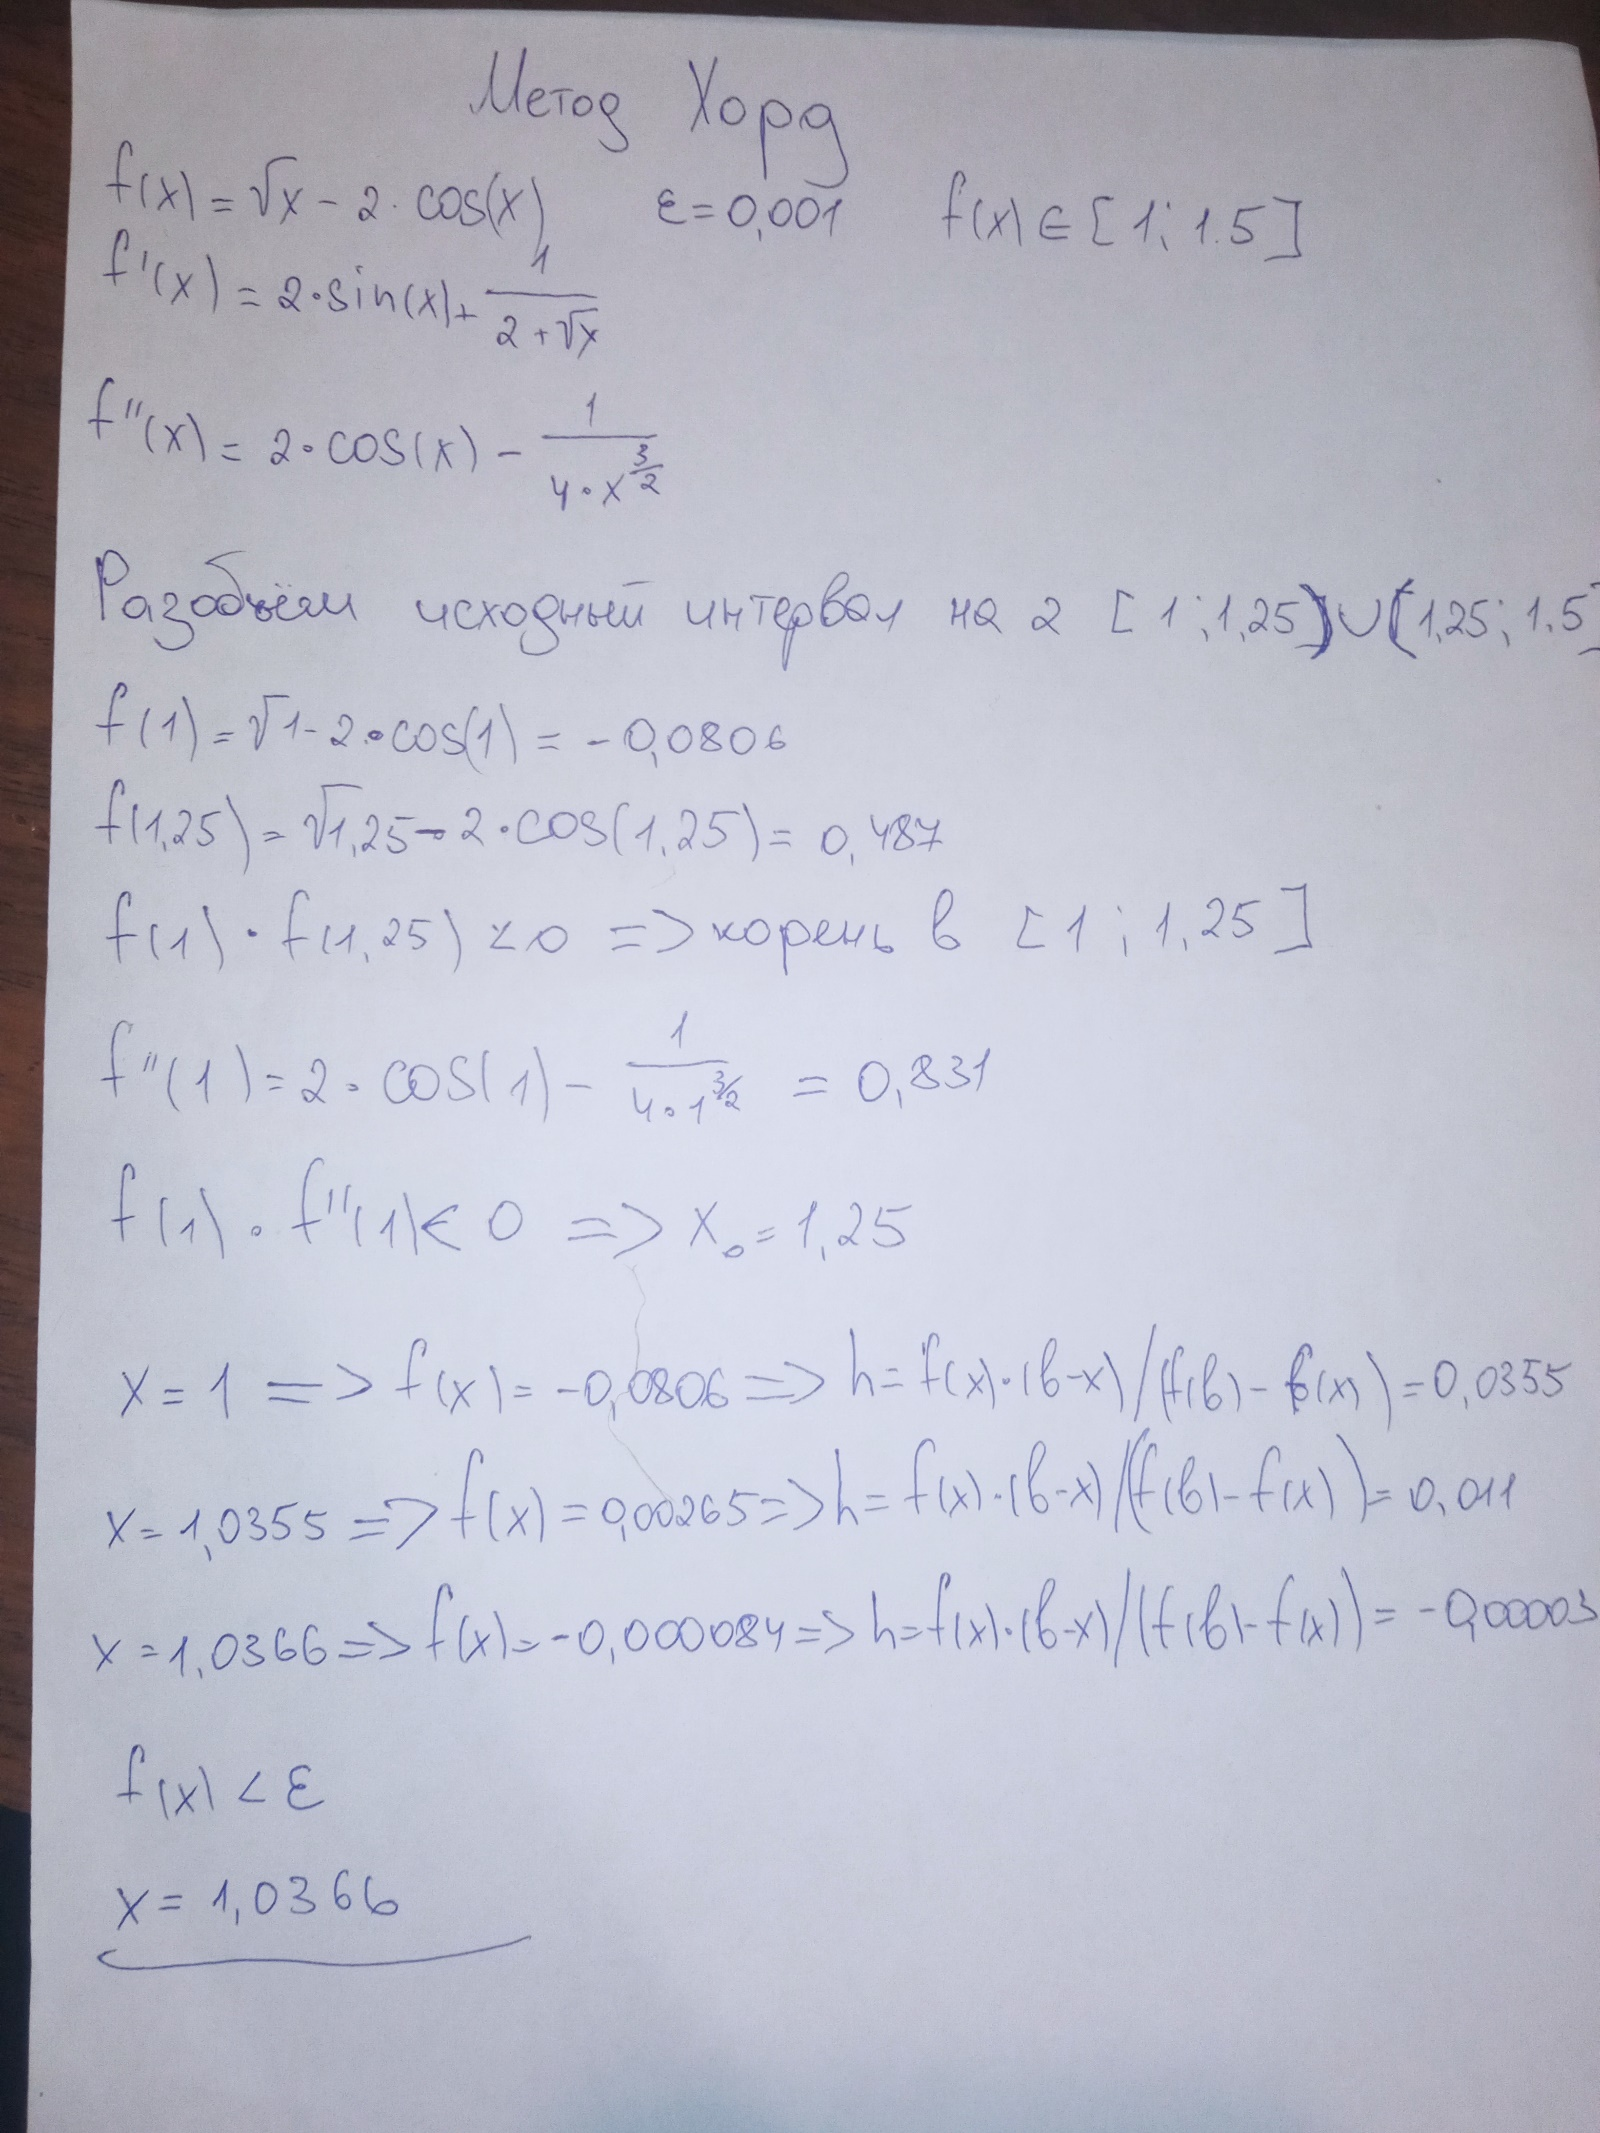 Метод Хорд
f(x) = √x - 2·cos(x) ε=0,001 f(x) ∈ [1; 1.5]
f'(x) = 2·sin(x) + 1/(2+√x)
f''(x) = 2·cos(x) - 1/(4·x^(3/2))
Разобъём исходный интервал на 2 [1; 1,25)∪(1,25; 1.5]
f(1) = √1 - 2·cos(1) = -0,0806
f(1,25) = √1,25 - 2·cos(1,25) = 0,487
f(1)·f(1,25) < 0 => корень в [1; 1,25]
f''(1) = 2·cos(1) - 1/(4·1^(3/2)) = 0,831
f(1)·f''(1) < 0 => x₀ = 1,25
x = 1 => f(x) = -0,0806 => h = f(x)·(b-x)/(f(b)-f(x)) = 0,0355
x = 1,0355 => f(x) = 0,00265 => h = f(x)·(b-x)/(f(b)-f(x)) = 0,011
x = 1,0366 => f(x) = -0,000084 => h = f(x)·(b-x)/(f(b)-f(x)) = -0,00003
f(x) < ε
x = 1,0366